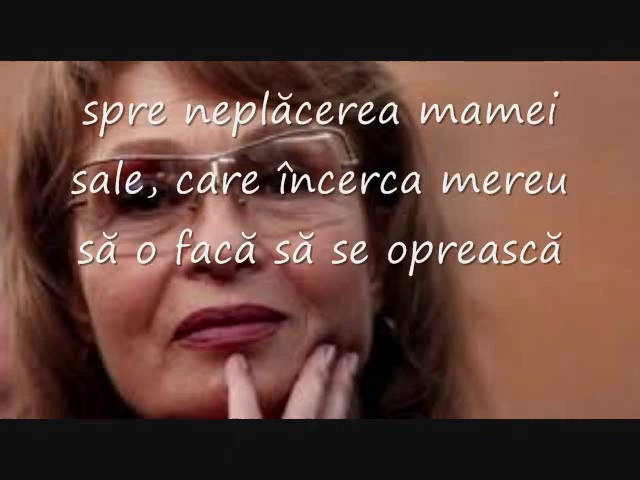 spre neplăcerea mamei
sale, care încerca mereu
să o facă să se oprească